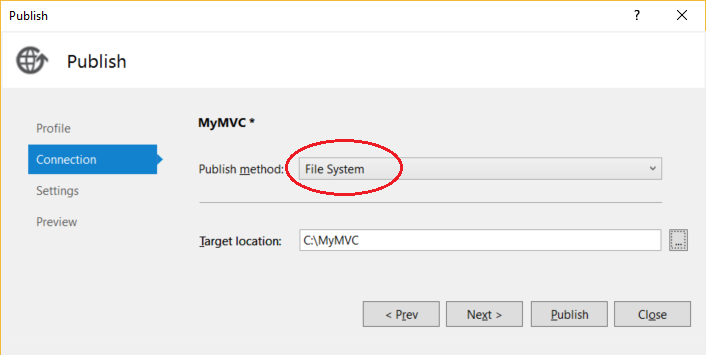 Publish
?
Publish
MyMVC *
Profile
Connection
Settings
Preview
Publish method: File System
Target location: C:\MyMVC ...
< Prev Next > Publish Close